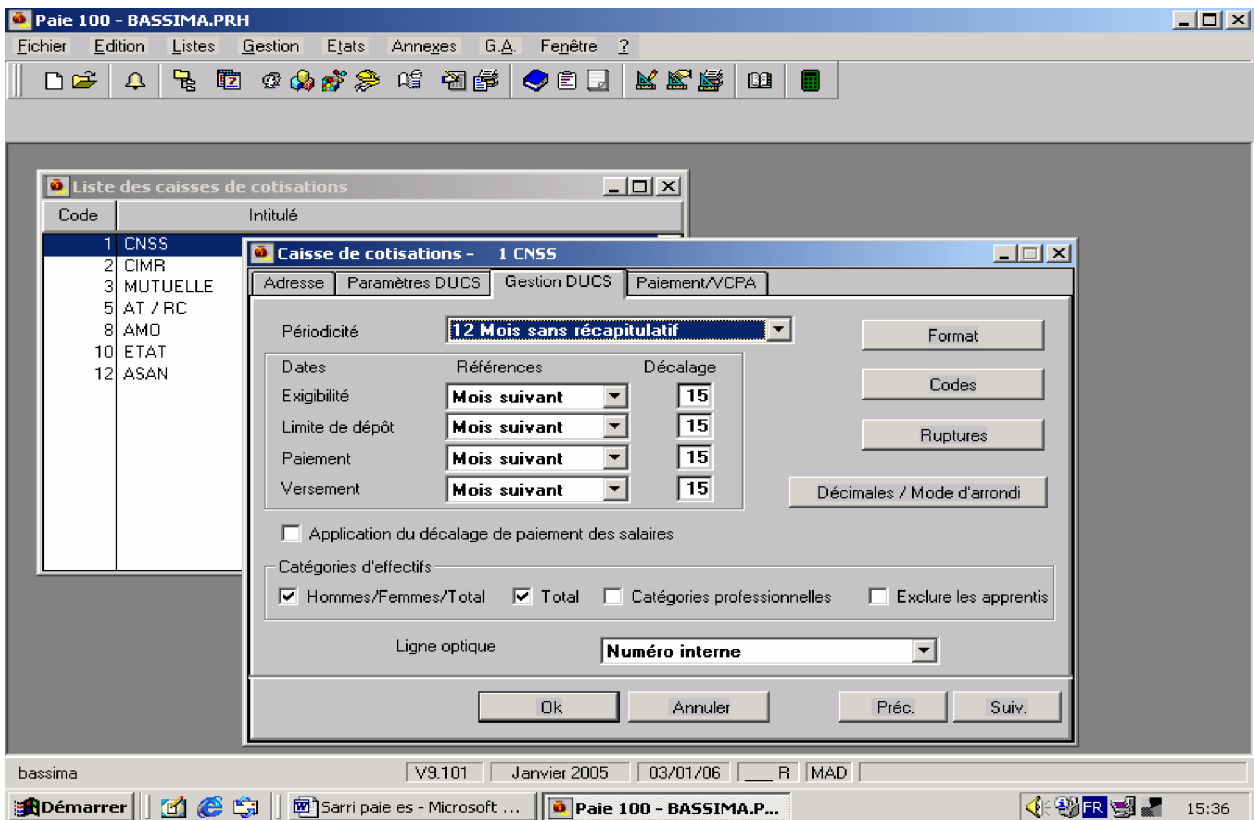 Paie 100 - BASSIMA.PRH
Fichier Edition Listes Gestion Etats Annexes G.A. Fenêtre ?
Liste des caisses de cotisations
Code Intitulé
1 CNSS
2 CIMR
3 MUTUELLE
5 AT / RC
8 AMO
10 ETAT
12 ASAN
Caisse de cotisations - 1 CNSS
Adresse Paramètres DUCS Gestion DUCS Paiement/VCPA
Périodicité 12 Mois sans récapitulatif Format
Dates Références Décalage
Codes
Exigibilité Mois suivant 15
Limite de dépôt Mois suivant 15
Ruptures
Paiement Mois suivant 15
Versement Mois suivant 15
Décimales / Mode d'arrondi
Application du décalage de paiement des salaires
Catégories d'effectifs
Hommes/Femmes/Total Total Catégories professionnelles Exclure les apprentis
Ligne optique Numéro interne
Ok Annuler Préc. Suiv.
bassima V9.101 Janvier 2005 03/01/06 ___ R MAD
Démarrer Sarri paie es - Microsoft ... Paie 100 - BASSIMA.P... FR 15:36